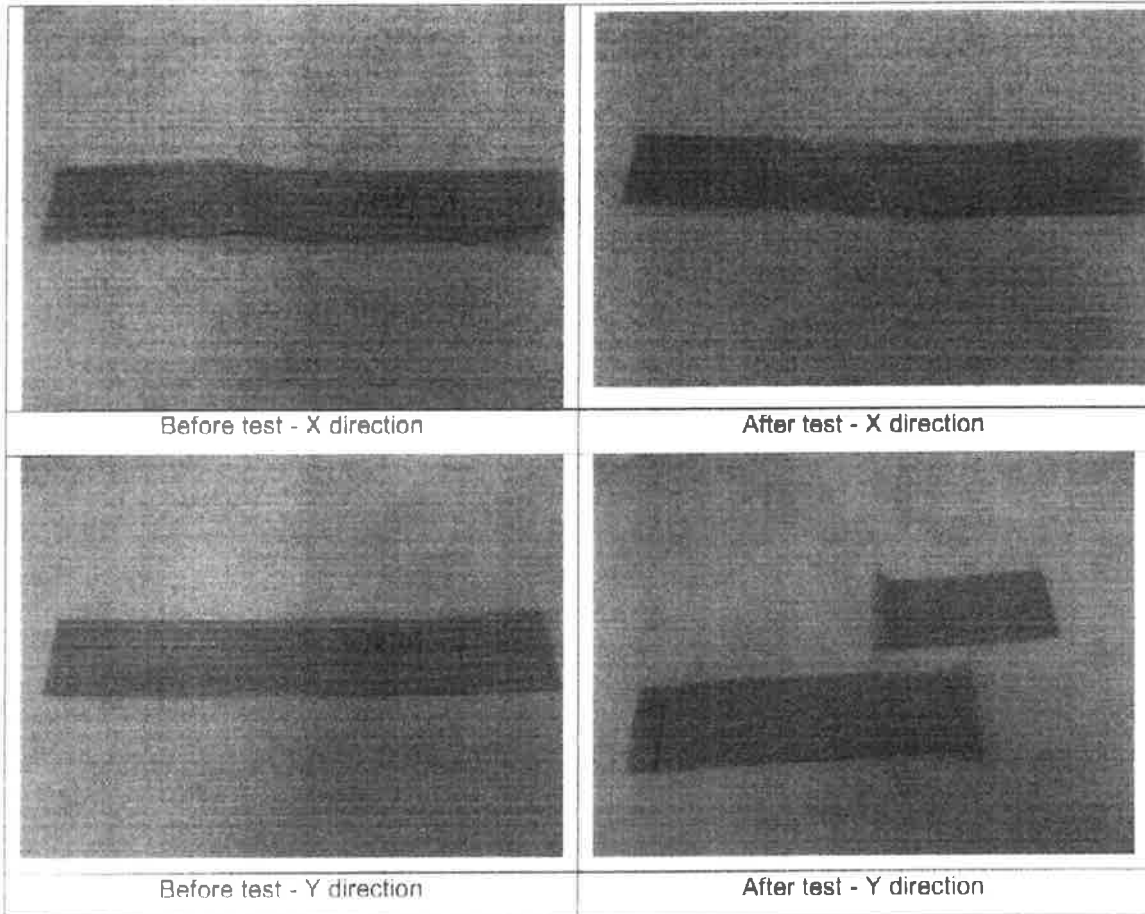 Before test - X direction
After test - X direction
Before test - Y direction
After test - Y direction